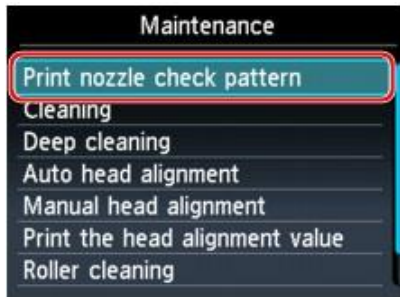 Maintenance
Print nozzle check pattern
Cleaning
Deep cleaning
Auto head alignment
Manual head alignment
Print the head alignment value
Roller cleaning